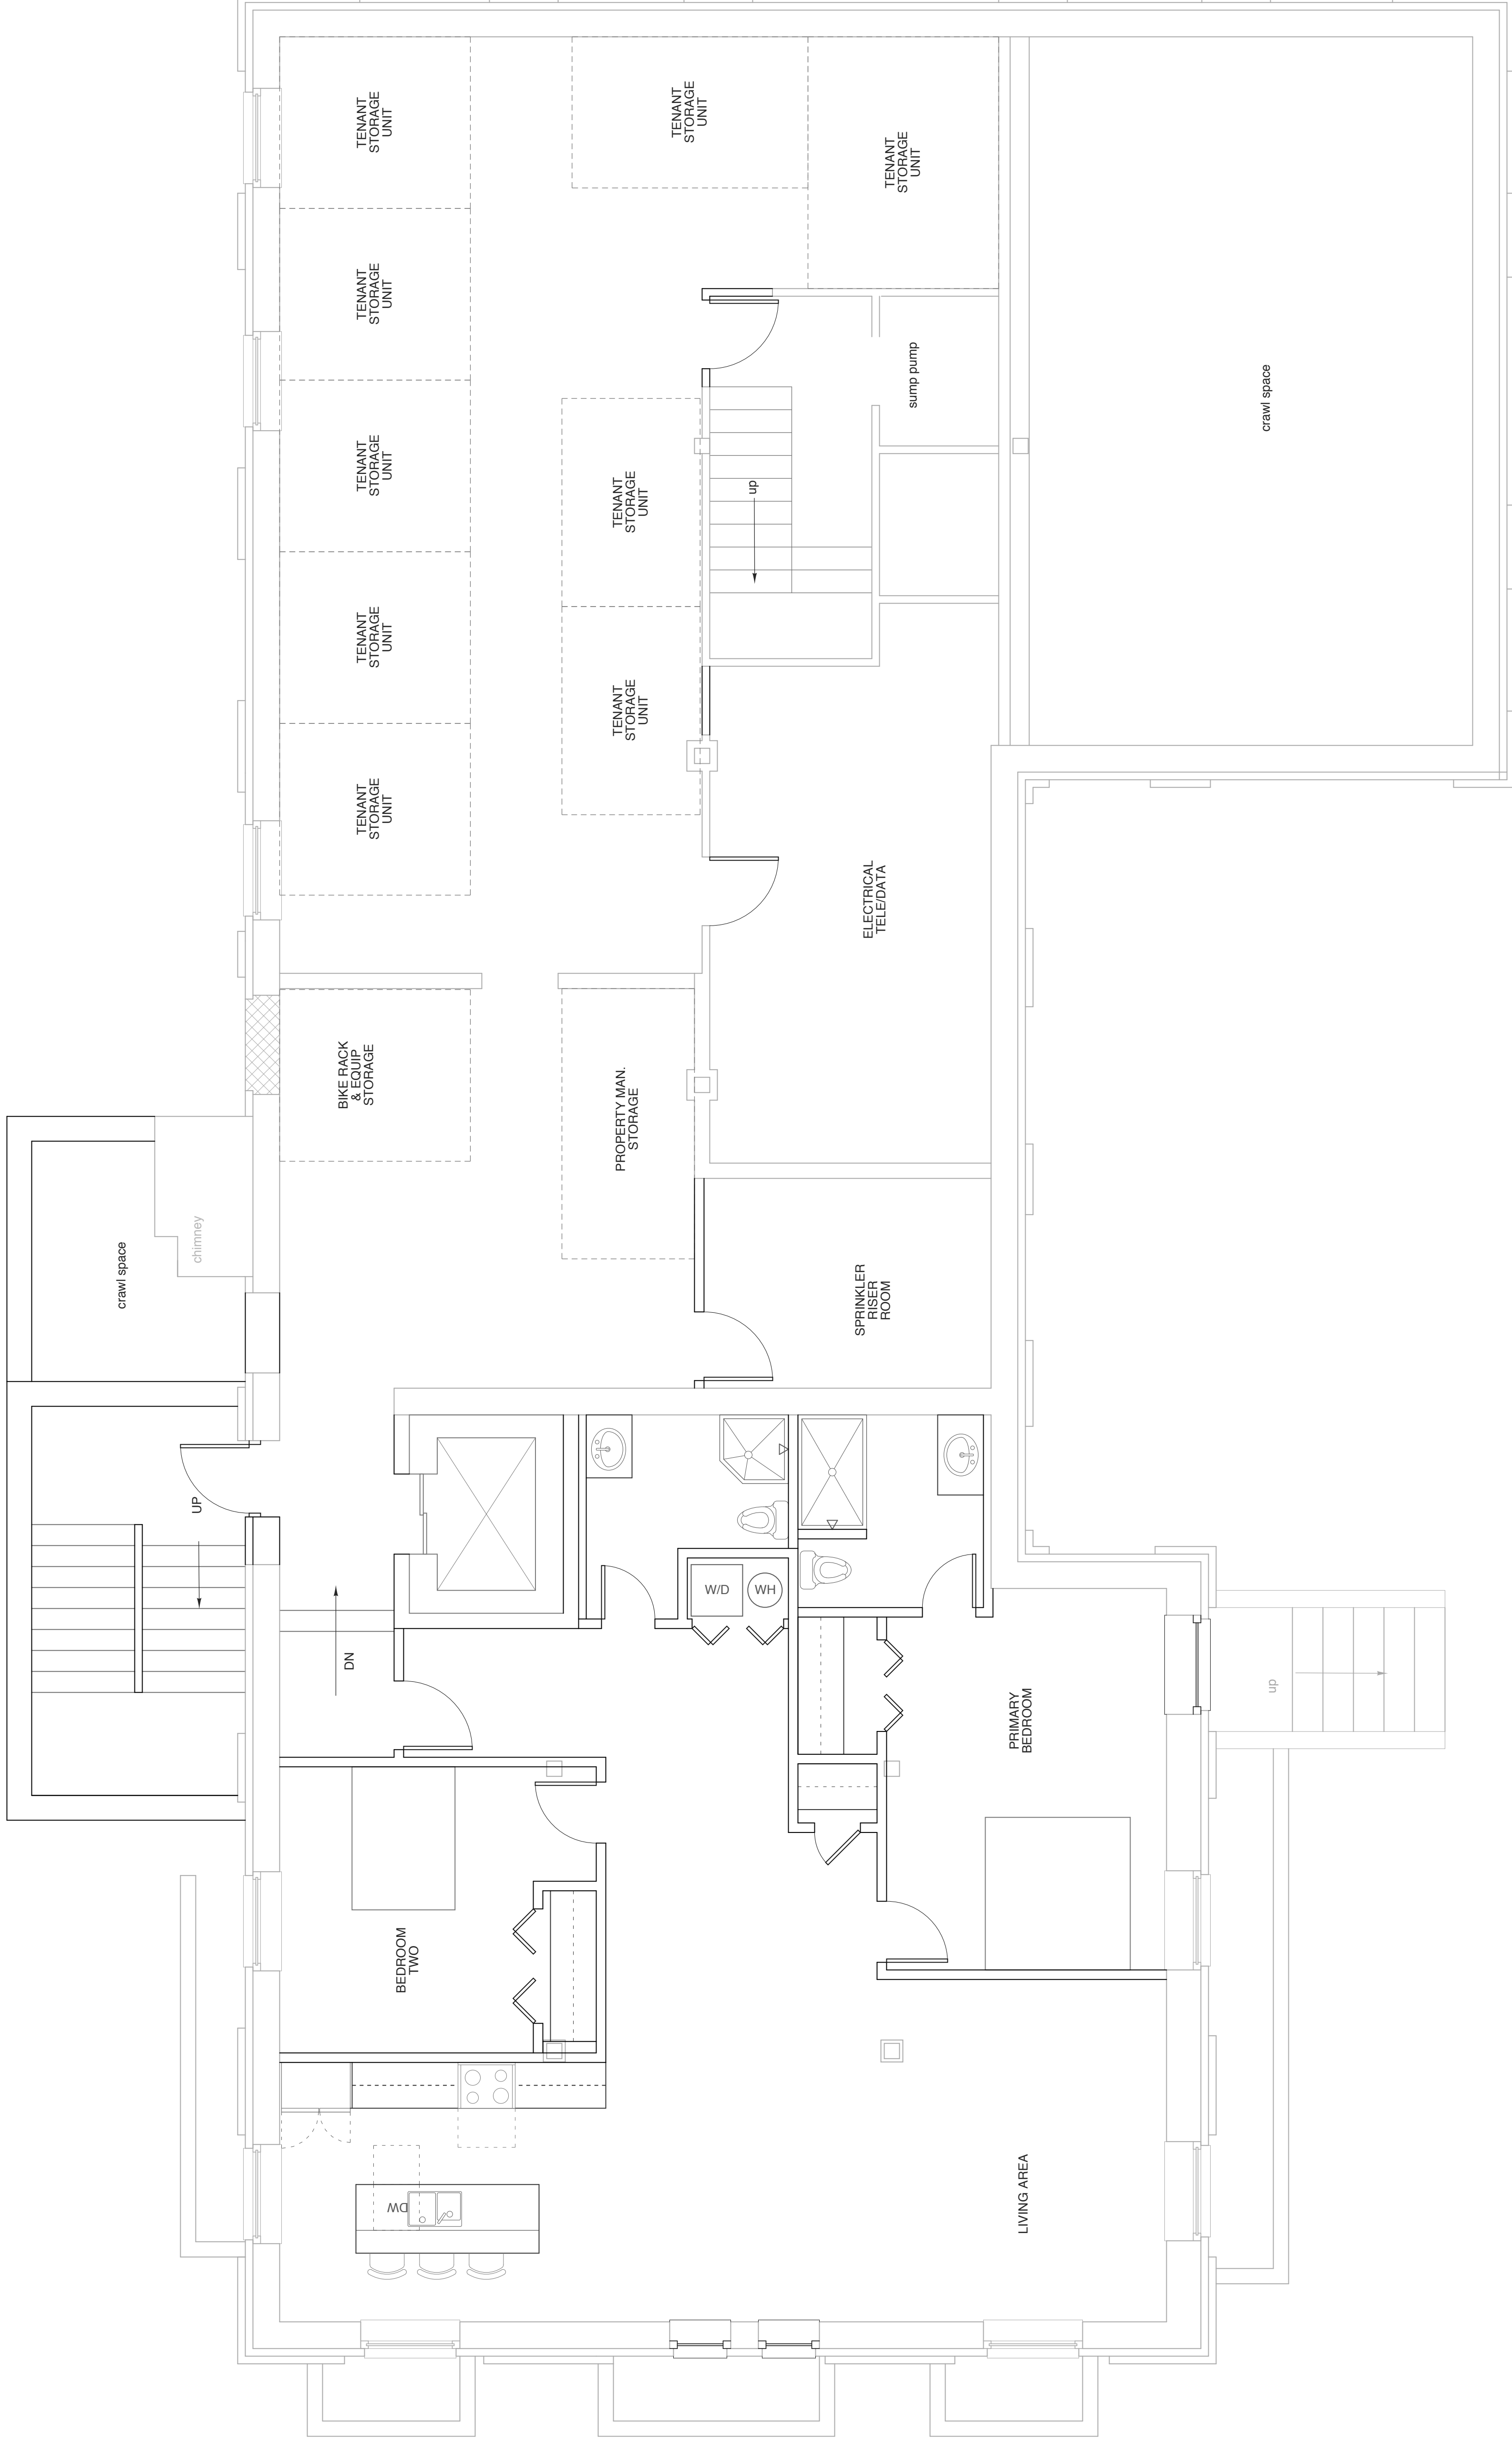 TENANT
STORAGE
UNIT
TENANT
STORAGE
UNIT
TENANT
STORAGE
UNIT
TENANT
STORAGE
UNIT
sump pump
crawl space
TENANT
STORAGE
UNIT
TENANT
STORAGE
UNIT
up
TENANT
STORAGE
UNIT
TENANT
STORAGE
UNIT
TENANT
STORAGE
UNIT
ELECTRICAL
TELE/DATA
BIKE RACK
& EQUIP
STORAGE
PROPERTY MAN.
STORAGE
chimney
crawl space
SPRINKLER
RISER
ROOM
UP
W/D
WH
DN
PRIMARY
BEDROOM
up
BEDROOM
TWO
DW
LIVING AREA